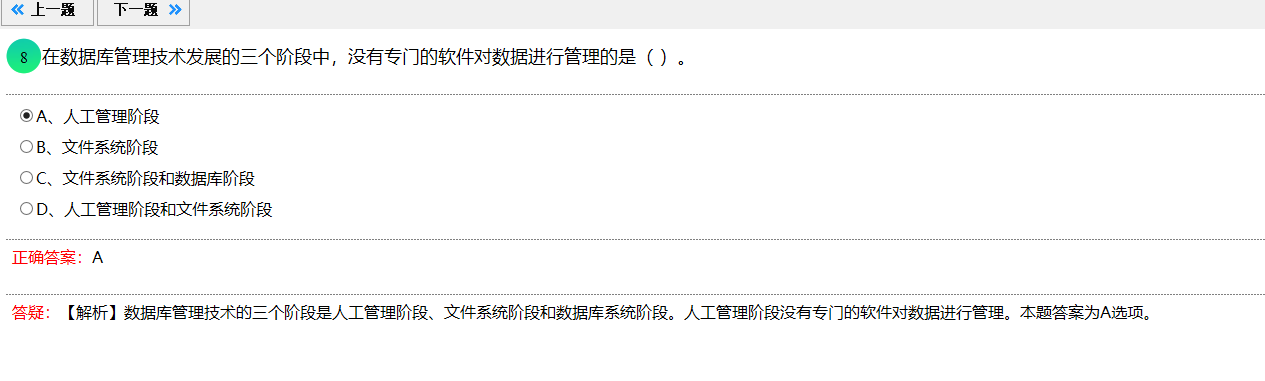 上一题 下一题
8 在数据库管理技术发展的三个阶段中，没有专门的软件对数据进行管理的是（ ）。
A、人工管理阶段
B、文件系统阶段
C、文件系统阶段和数据库阶段
D、人工管理阶段和文件系统阶段
正确答案：A
答疑：【解析】数据库管理技术的三个阶段是人工管理阶段、文件系统阶段和数据库系统阶段。人工管理阶段没有专门的软件对数据进行管理。本题答案为A选项。